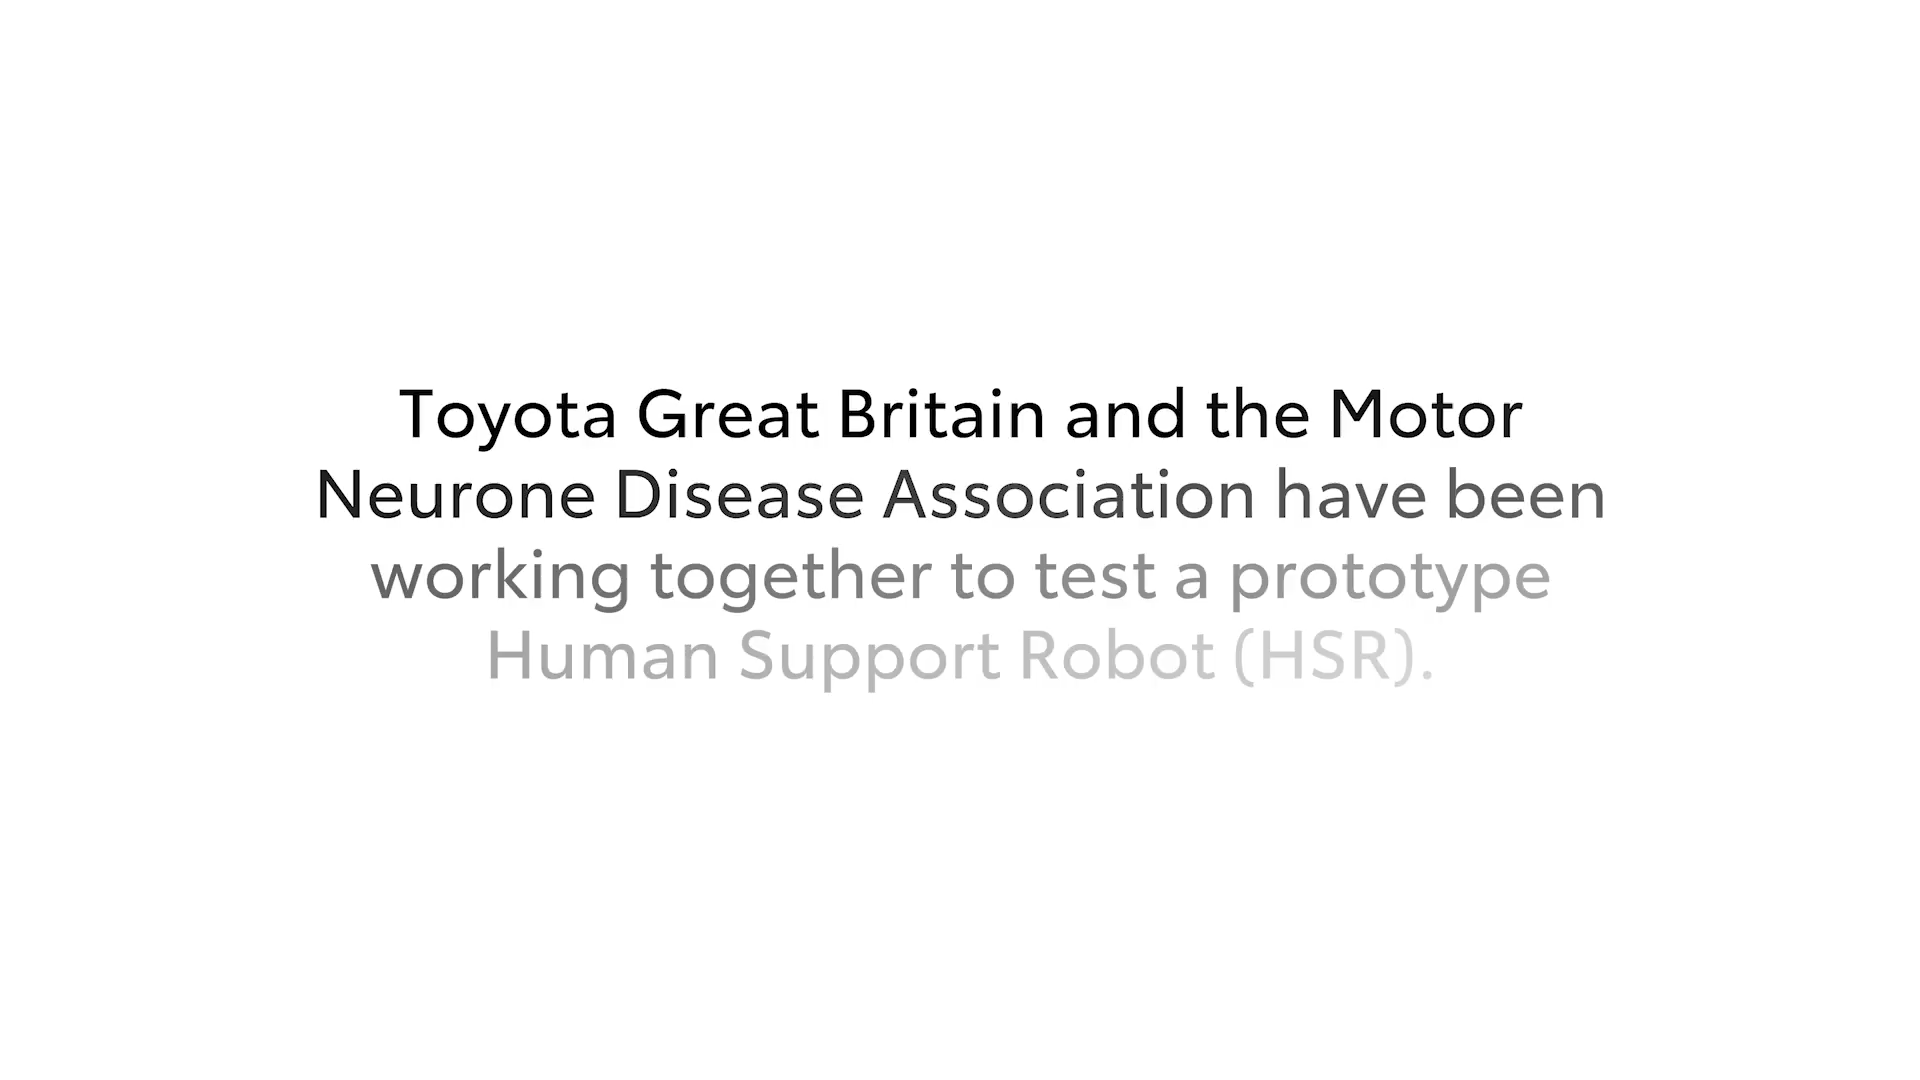 Toyota Great Britain and the Motor
Neurone Disease Association have been
working together to test a prototype
Human Support Robot (HSR).